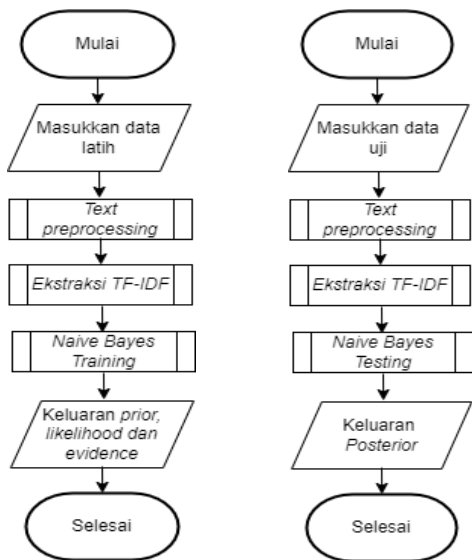 Mulai
Masukkan data
latih
Text
preprocessing
Ekstraksi TF-IDF
Naive Bayes
Training
Keluaran prior,
likelihood dan
evidence
Selesai
Mulai
Masukkan data
uji
Text
preprocessing
Ekstraksi TF-IDF
Naive Bayes
Testing
Keluaran
Posterior
Selesai